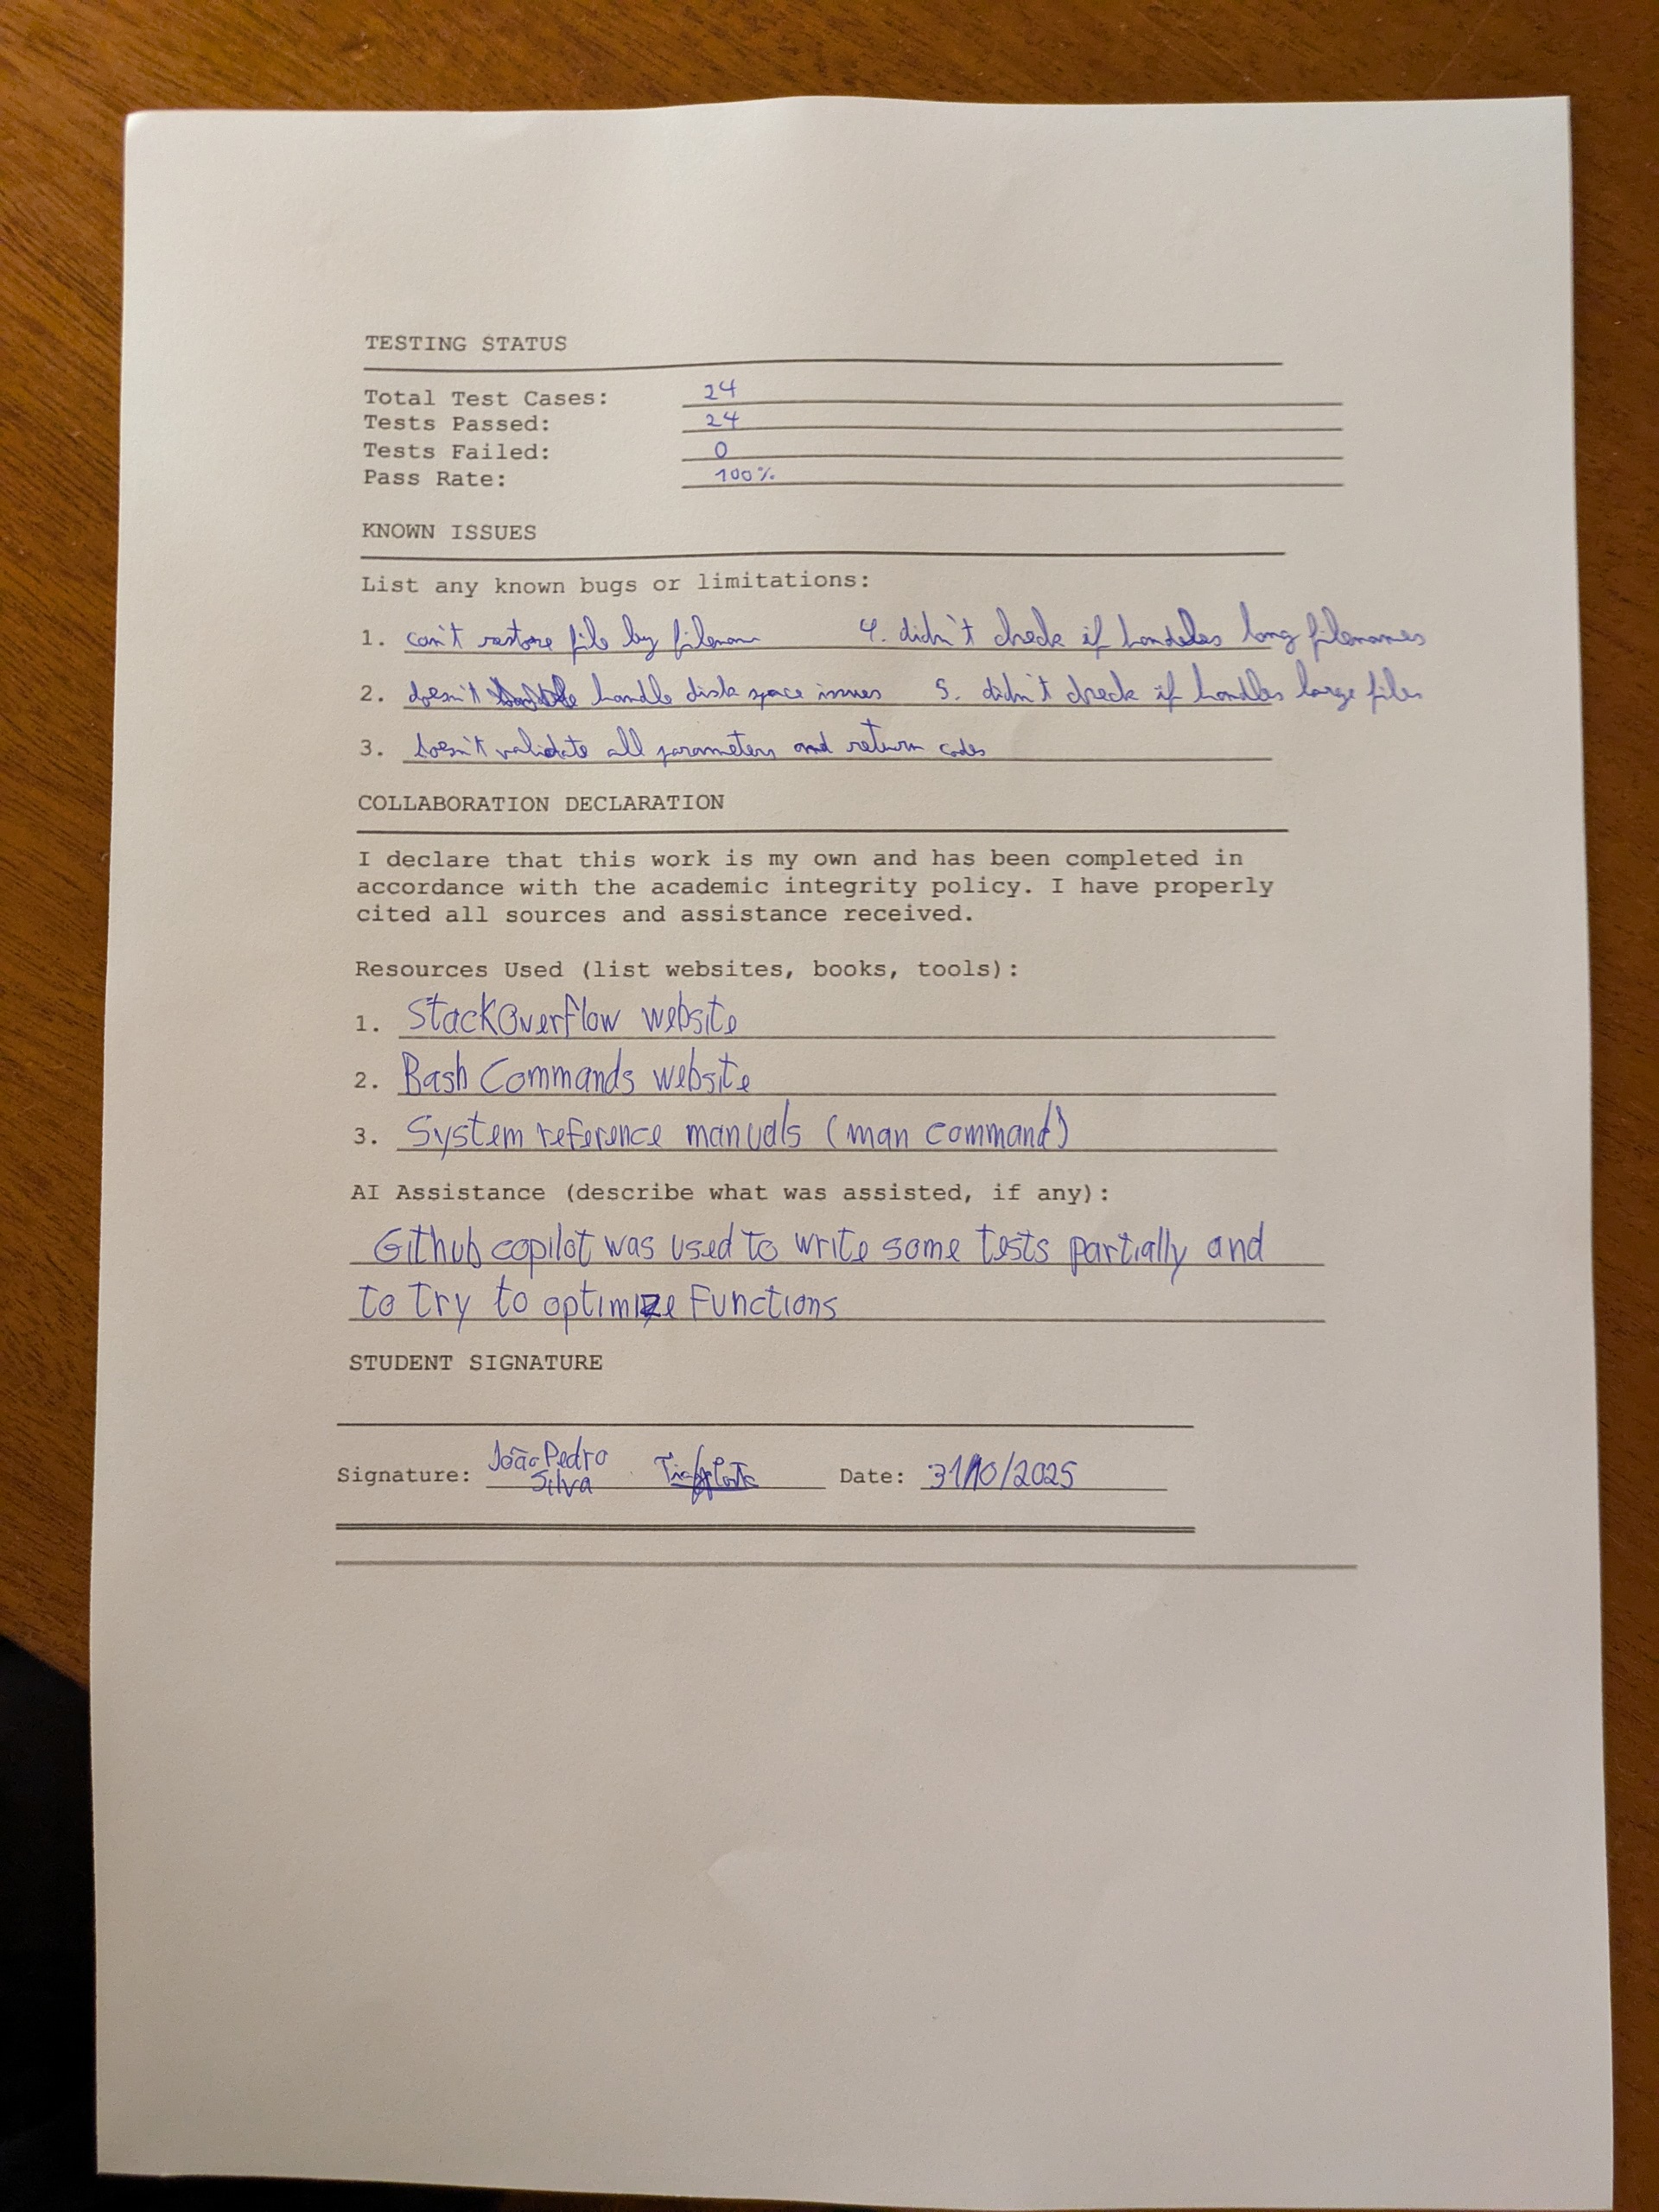 TESTING STATUS
Total Test Cases: 24
Tests Passed: 24
Tests Failed: 0
Pass Rate: 100%
KNOWN ISSUES
List any known bugs or limitations:
1. can't restore file by filename 4. didn't check if handeles long filenames
2. doesn't handle disk space issues 5. didn't check if handles large files
3. doesn't validate all parameters and return codes
COLLABORATION DECLARATION
I declare that this work is my own and has been completed in
accordance with the academic integrity policy. I have properly
cited all sources and assistance received.
Resources Used (list websites, books, tools):
1. StackOverflow website
2. Bash Commands website
3. System reference manuals (man command)
AI Assistance (describe what was assisted, if any):
Github copilot was used to write some tests partially and
to try to optimize Functions
STUDENT SIGNATURE
Signature: João Pedro Silva Date: 31/10/2025